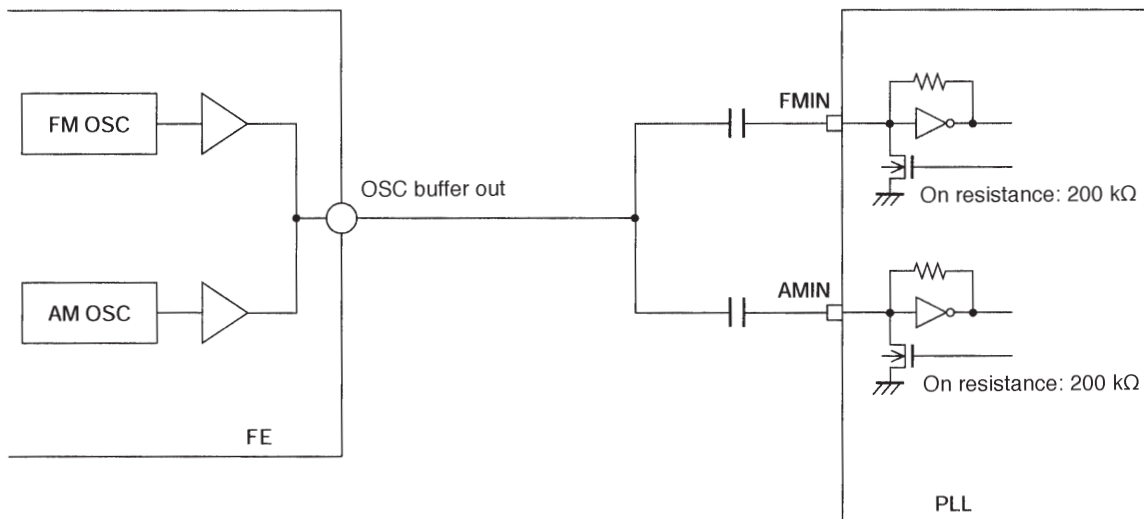 FM OSC
FMIN
OSC buffer out
On resistance: 200 kΩ
AM OSC
AMIN
On resistance: 200 kΩ
FE
PLL